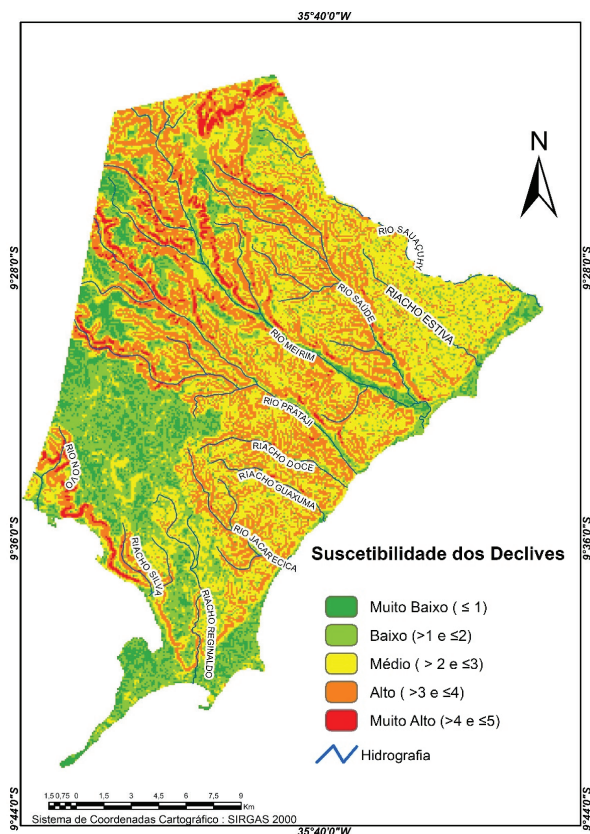 35°40'0"W
N
9°28'0"S
9°28'0"S
RIO SAUAÇUHY
RIACHO ESTIVA
RIO SAÚDE
RIO MEIRIM
RIO PRATAJI
RIACHO DOCE
RIACHO GUAXUMA
RIO NOVO
RIO JACARECICA
RIACHO SILVA
RIACHO REGINALDO
9°36'0"S
9°36'0"S
Suscetibilidade dos Declives
Muito Baixo ( ≤ 1)
Baixo (>1 e ≤2)
Médio ( > 2 e ≤3)
Alto ( >3 e ≤4)
Muito Alto (>4 e ≤5)
Hidrografia
1,5 0,75 0 1,5 3 4,5 6 7,5 9
Km
Sistema de Coordenadas Cartográfico : SIRGAS 2000
9°44'0"S
9°44'0"S
35°40'0"W